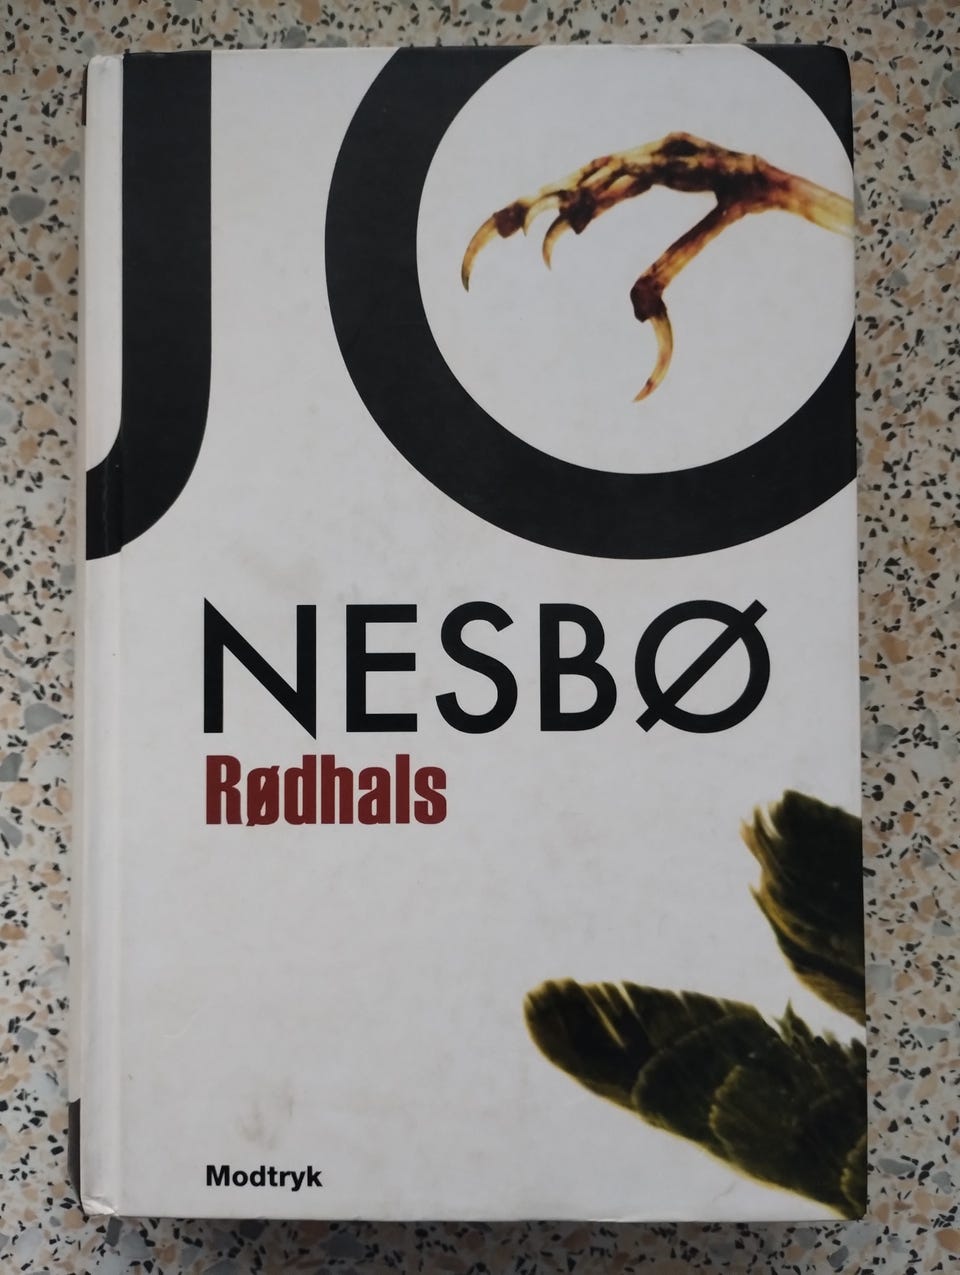 JO
NESBØ
Rødhals
Modtryk